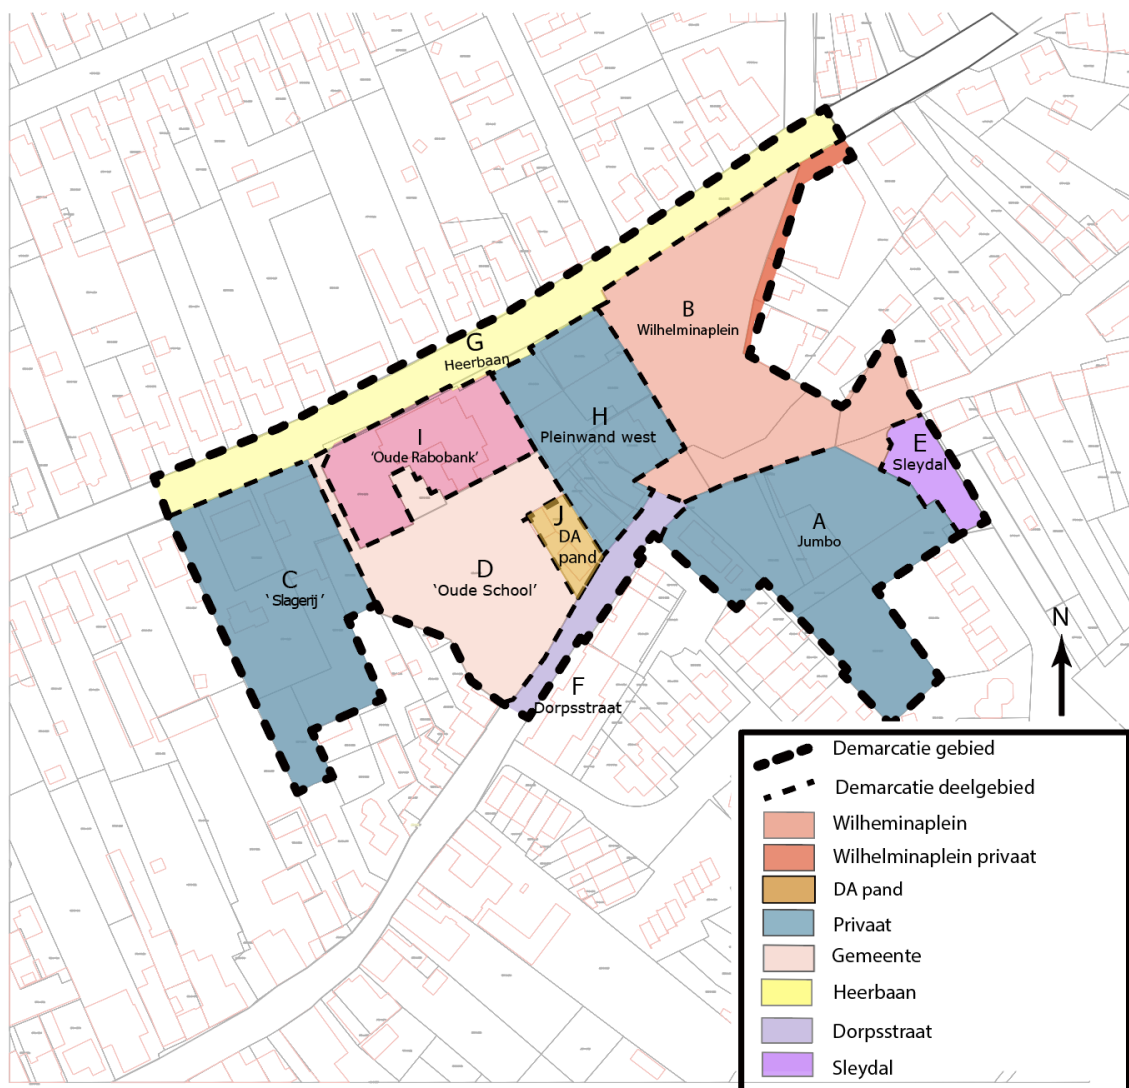 B
Wilhelminaplein
G
Heerbaan
H
Pleinwand west
I
'Oude Rabobank'
E
Sleydal
A
Jumbo
J
DA
pand
D
'Oude School'
C
'Slagerij'
N
F
Dorpsstraat
Demarcatie gebied
Demarcatie deelgebied
Wilheminaplein
Wilhelminaplein privaat
DA pand
Privaat
Gemeente
Heerbaan
Dorpsstraat
Sleydal